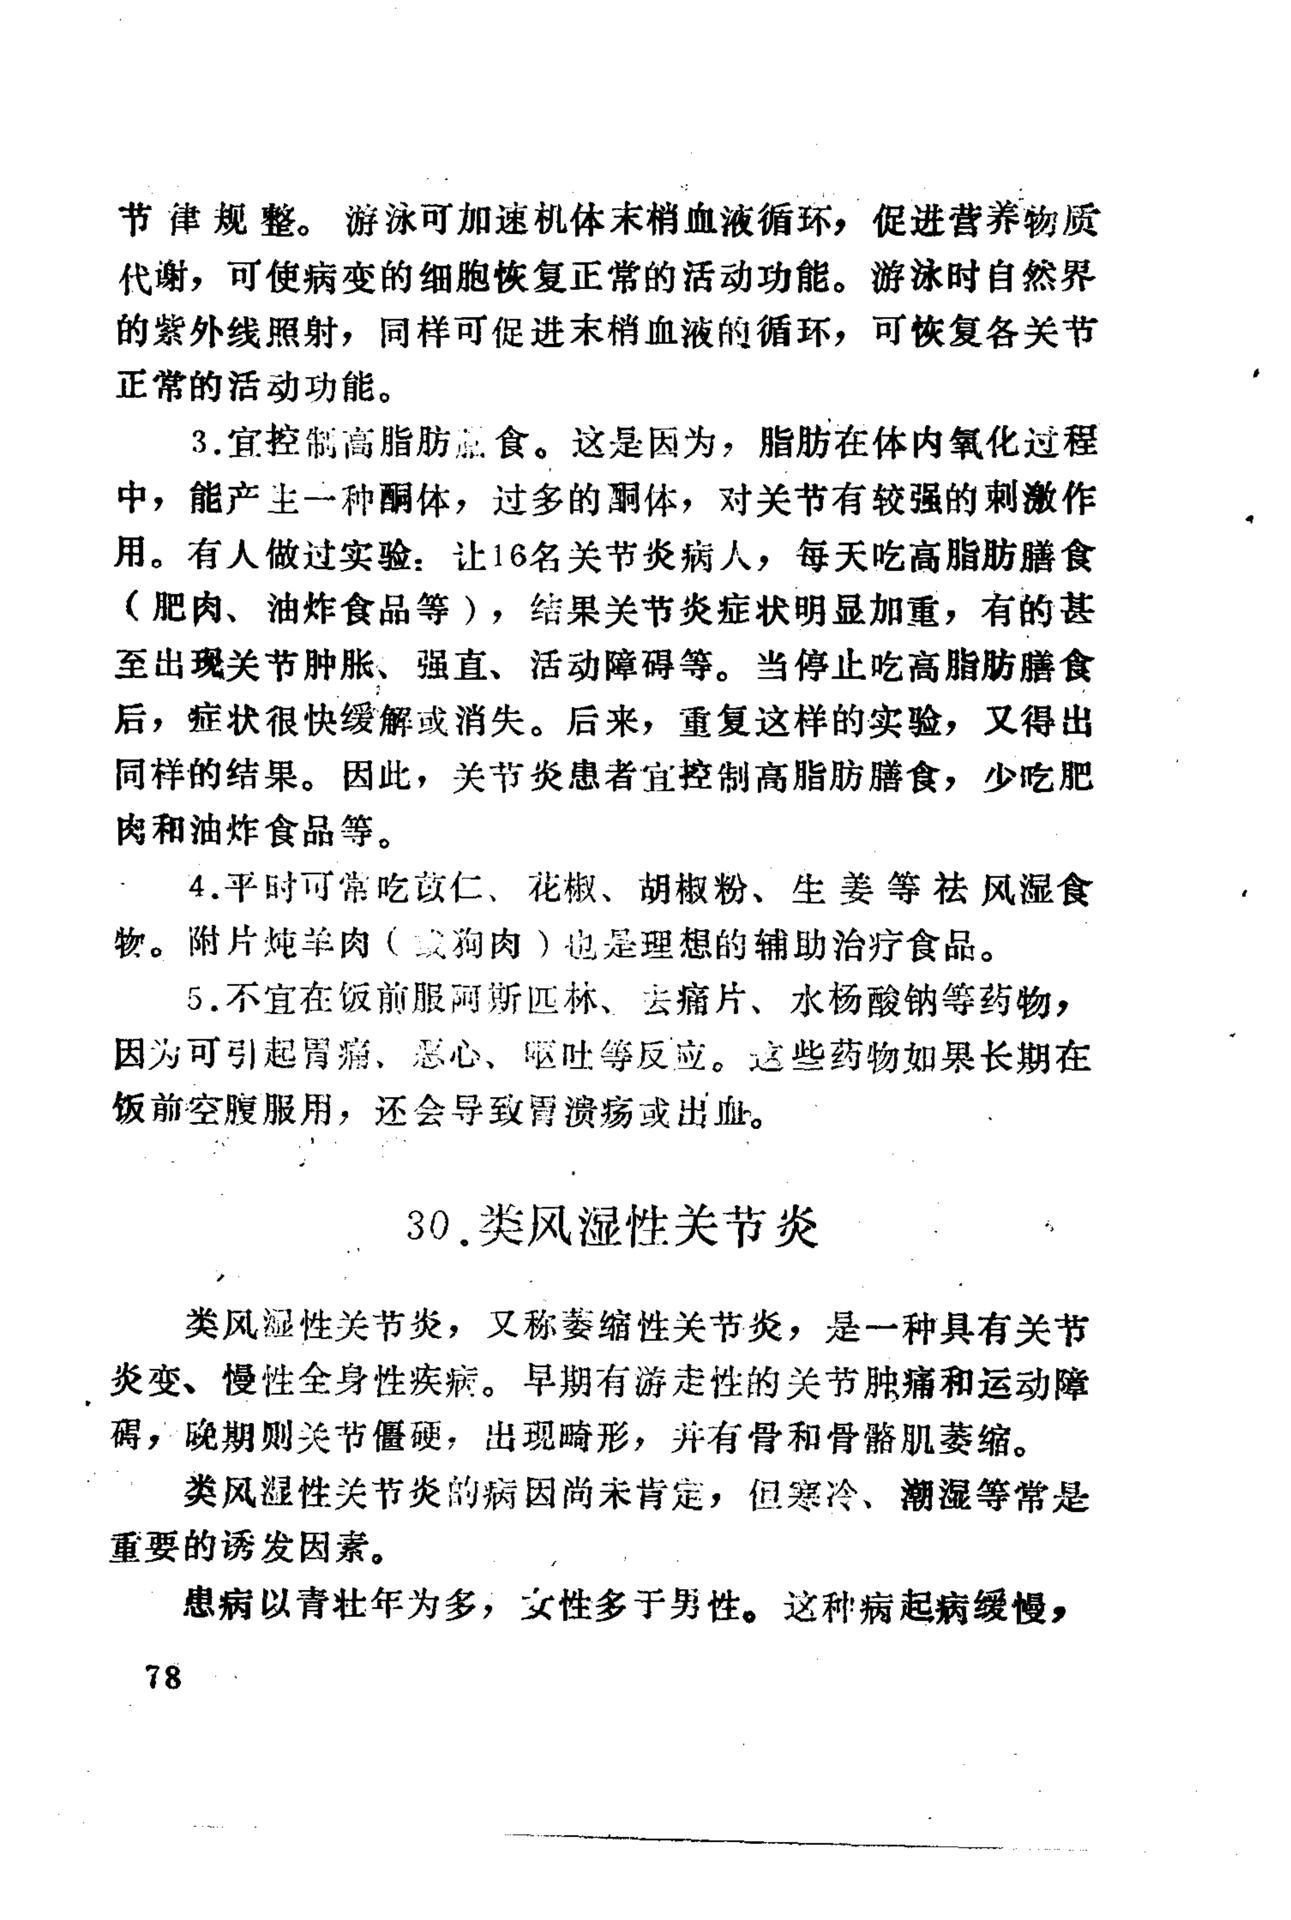 节律规整。游泳可加速机体末梢血液循环，促进营养物质
代谢，可使病变的细胞恢复正常的活动功能。游泳时自然界
的紫外线照射，同样可促进末梢血液的循环，可恢复各关节
正常的活动功能。
3.宜控制高脂肪 食。这是因为，脂肪在体内氧化过程
中，能产生一种酮体，过多的酮体，对关节有较强的刺激作
用。有人做过实验：让16名关节炎病人，每天吃高脂肪膳食
（肥肉、油炸食品等），结果关节炎症状明显加重，有的甚
至出现关节肿胀、强直、活动障碍等。当停止吃高脂肪膳食
后，症状很快缓解或消失。后来，重复这样的实验，又得出
同样的结果。因此，关节炎患者宜控制高脂肪膳食，少吃肥
肉和油炸食品等。
4.平时可常吃苡仁、花椒、胡椒粉、生姜等祛风湿食
物。附片炖羊肉（或狗肉）也是理想的辅助治疗食品。
5.不宜在饭前服阿斯匹林、去痛片、水杨酸钠等药物，
因为可引起胃痛、恶心、呕吐等反应。这些药物如果长期在
饭前空腹服用，还会导致胃溃疡或出血。
30.类风湿性关节炎
类风湿性关节炎，又称萎缩性关节炎，是一种具有关节
炎变、慢性全身性疾病。早期有游走性的关节肿痛和运动障
碍，晚期则关节僵硬，出现畸形，并有骨和骨骼肌萎缩。
类风湿性关节炎的病因尚未肯定，但寒冷、潮湿等常是
重要的诱发因素。
患病以青壮年为多，女性多于男性。这种病起病缓慢，
78